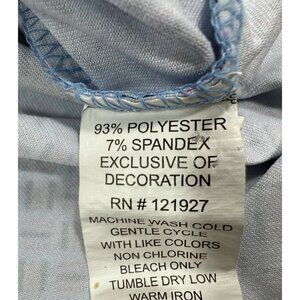 93% POLYESTER
7% SPANDEX
EXCLUSIVE OF
DECORATION
RN # 121927
MACHINE WASH COLD
GENTLE CYCLE
WITH LIKE COLORS
NON CHLORINE
BLEACH ONLY
TUMBLE DRY LOW
WARM IRON